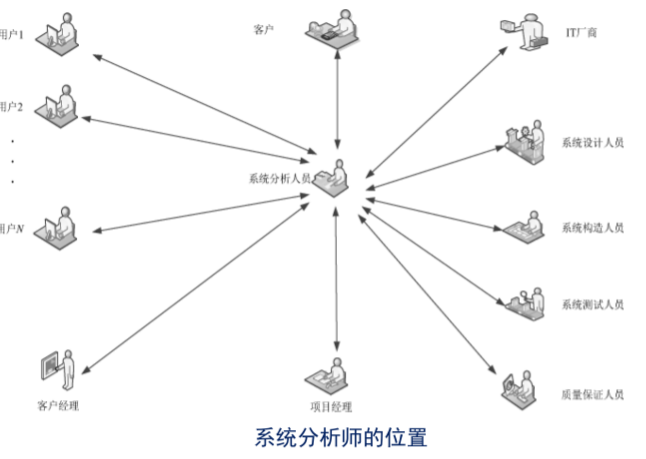 用户1
客户
IT厂商
用户2
系统设计人员
系统分析人员
用户N
系统构造人员
系统测试人员
客户经理
项目经理
质量保证人员
系统分析师的位置